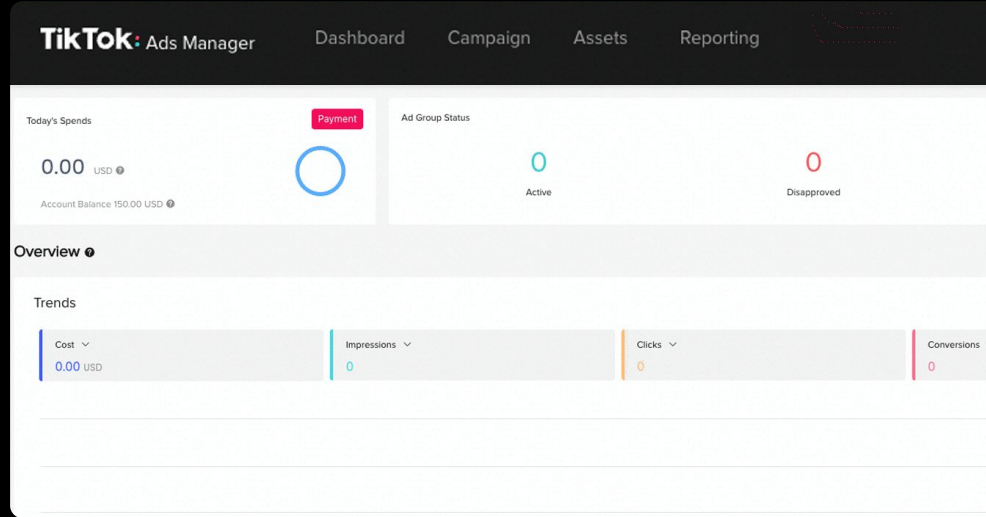 TikTok: Ads Manager Dashboard Campaign Assets Reporting
Today's Spends Payment
0.00 USD
Account Balance 150.00 USD
Ad Group Status
0 0
Active Disapproved
Overview
Trends
Cost Impressions Clicks Conversions
0.00 USD 0 0 0